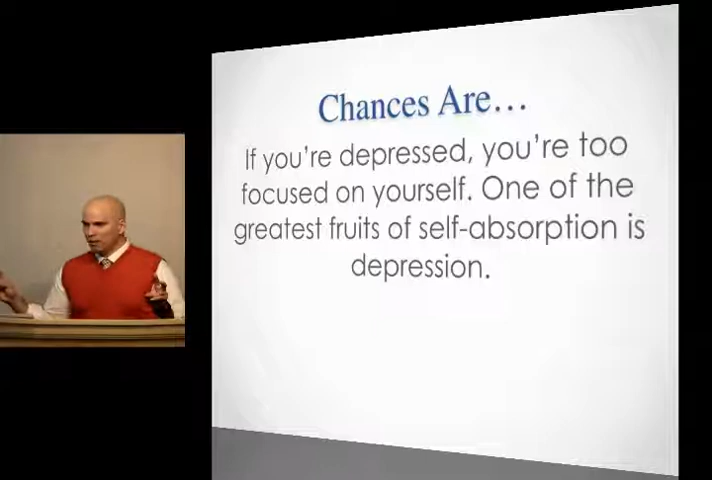 Chances Are…
If you're depressed, you're too
focused on yourself. One of the
greatest fruits of self-absorption is
depression.